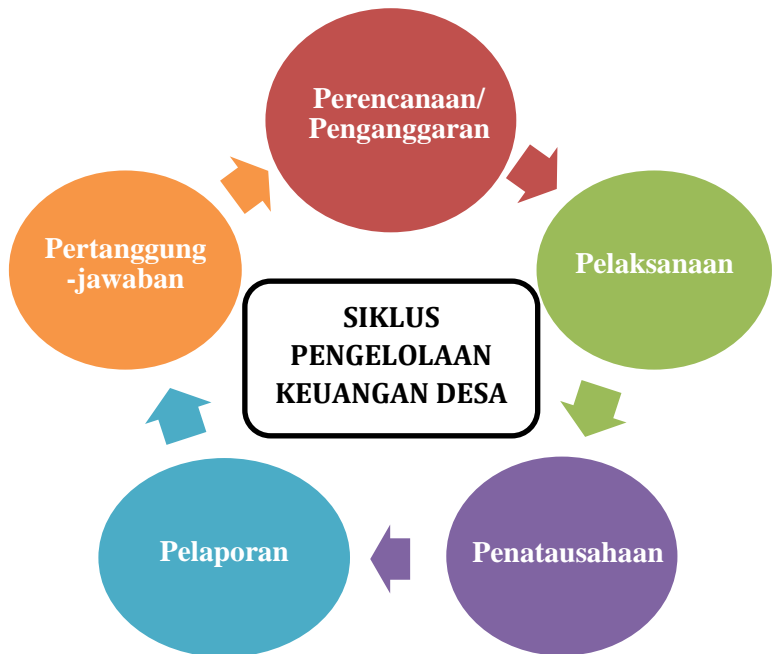 Perencanaan/
Penganggaran
Pelaksanaan
Penatausahaan
Pelaporan
Pertanggung
-jawaban
SIKLUS
PENGELOLAAN
KEUANGAN DESA